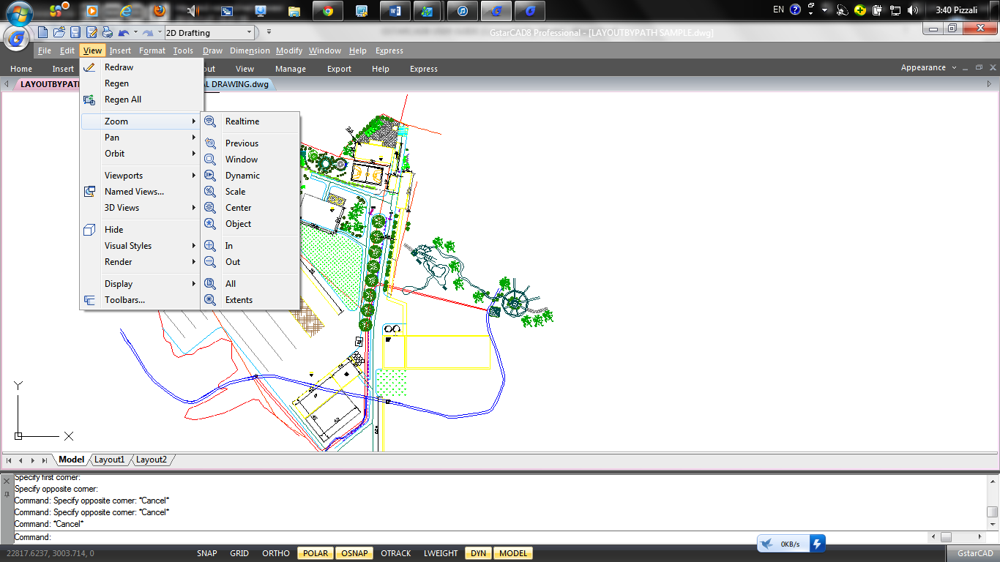 EN 3:40 Pizzali
2D Drafting
GstarCAD8 Professional - [LAYOUTBYPATH SAMPLE.dwg]
File Edit View Insert Format Tools Draw Dimension Modify Window Help Express
Home Insert out View Manage Export Help Express Appearance
LAYOUTBYPATH AL DRAWING.dwg
Redraw
Regen
Regen All
Zoom
Pan
Orbit
Viewports
Named Views...
3D Views
Hide
Visual Styles
Render
Display
Toolbars...
Realtime
Previous
Window
Dynamic
Scale
Center
Object
In
Out
All
Extents
Y
X
Model Layout1 Layout2
Specify first corner:
Specify opposite corner:
Command: Specify opposite corner: *Cancel*
Command: Specify opposite corner: *Cancel*
Command: *Cancel*
Command:
0KB/s
22817.6237, 3003.714, 0 SNAP GRID ORTHO POLAR OSNAP OTRACK LWEIGHT DYN MODEL GstarCAD